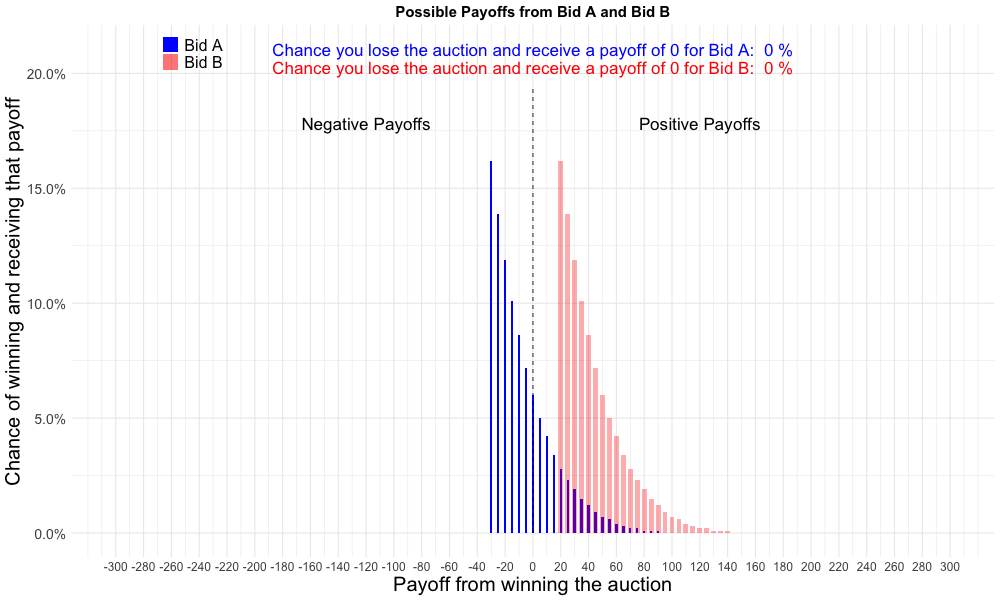 Possible Payoffs from Bid A and Bid B
Bid A
Bid B
Chance you lose the auction and receive a payoff of 0 for Bid A:  0 %
Chance you lose the auction and receive a payoff of 0 for Bid B:  0 %
Negative Payoffs
Positive Payoffs
Chance of winning and receiving that payoff
20.0%
15.0%
10.0%
5.0%
0.0%
-300 -280 -260 -240 -220 -200 -180 -160 -140 -120 -100 -80 -60 -40 -20 0 20 40 60 80 100 120 140 160 180 200 220 240 260 280 300
Payoff from winning the auction